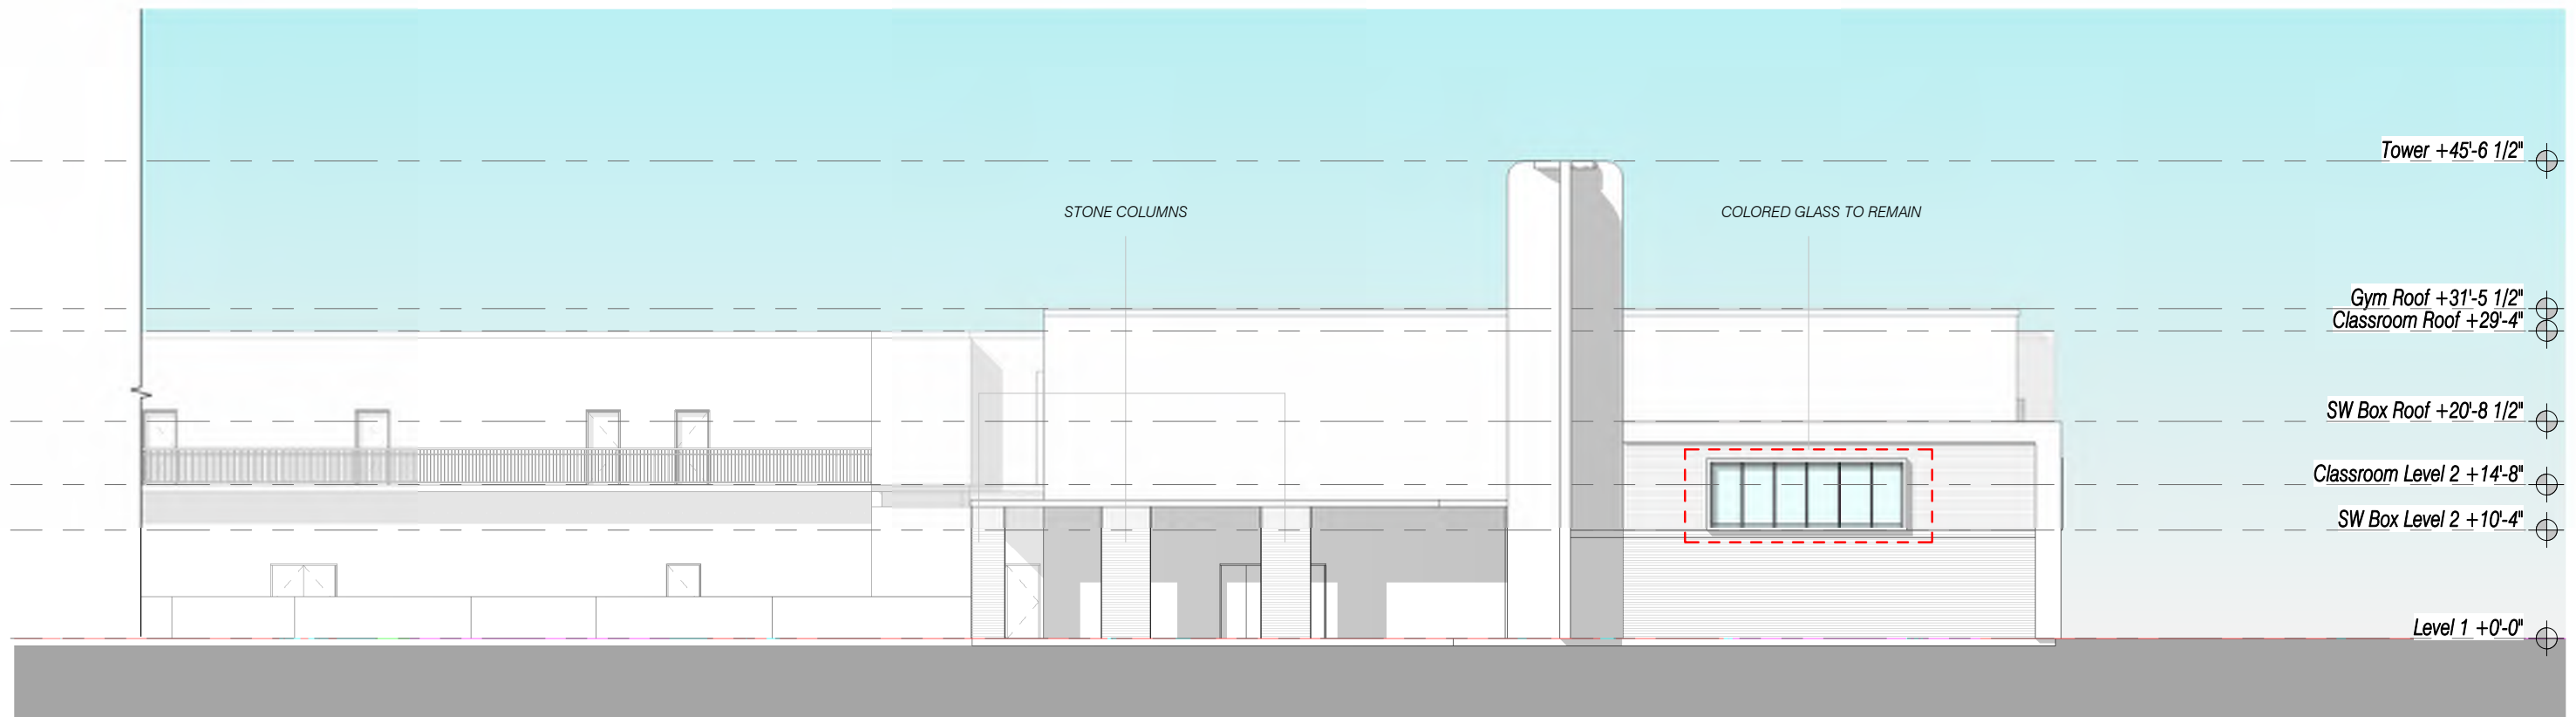 Tower +45'-6 1/2"
STONE COLUMNS
COLORED GLASS TO REMAIN
Gym Roof +31'-5 1/2"
Classroom Roof +29'-4"
SW Box Roof +20'-8 1/2"
Classroom Level 2 +14'-8"
SW Box Level 2 +10'-4"
Level 1 +0'-0"